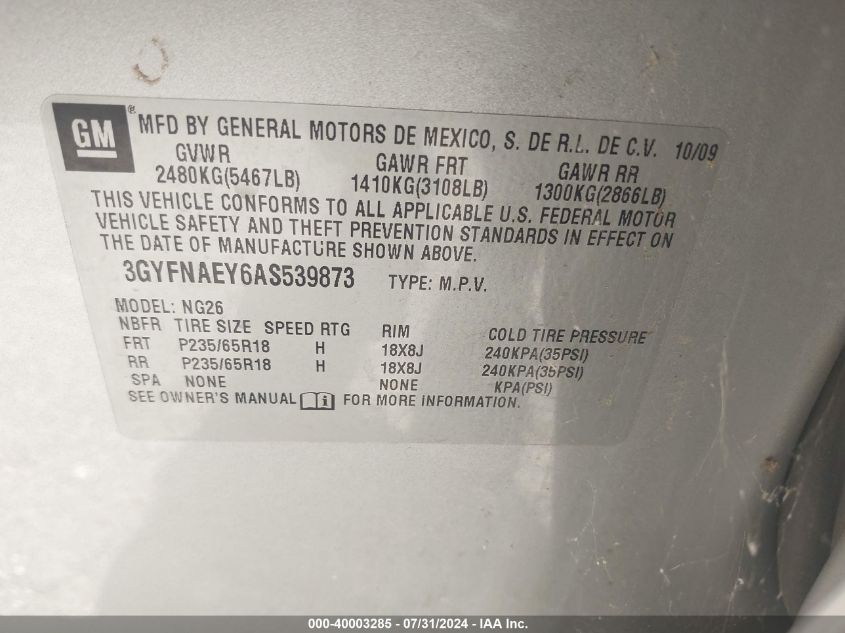 GM® MFD BY GENERAL MOTORS DE MEXICO, S. DE R.L. DE C.V. 10/09
GVWR GAWR FRT GAWR RR
2480KG(5467LB) 1410KG(3108LB) 1300KG(2866LB)
THIS VEHICLE CONFORMS TO ALL APPLICABLE U.S. FEDERAL MOTOR
VEHICLE SAFETY AND THEFT PREVENTION STANDARDS IN EFFECT ON
THE DATE OF MANUFACTURE SHOWN ABOVE.
3GYFNAEY6AS539873 TYPE: M.P.V.
MODEL: NG26
NBFR TIRE SIZE SPEED RTG RIM COLD TIRE PRESSURE
FRT P235/65R18 H 18X8J 240KPA(35PSI)
RR P235/65R18 H 18X8J 240KPA(35PSI)
SPA NONE NONE KPA(PSI)
SEE OWNER'S MANUAL FOR MORE INFORMATION.
000-40003285 - 07/31/2024 - IAA Inc.